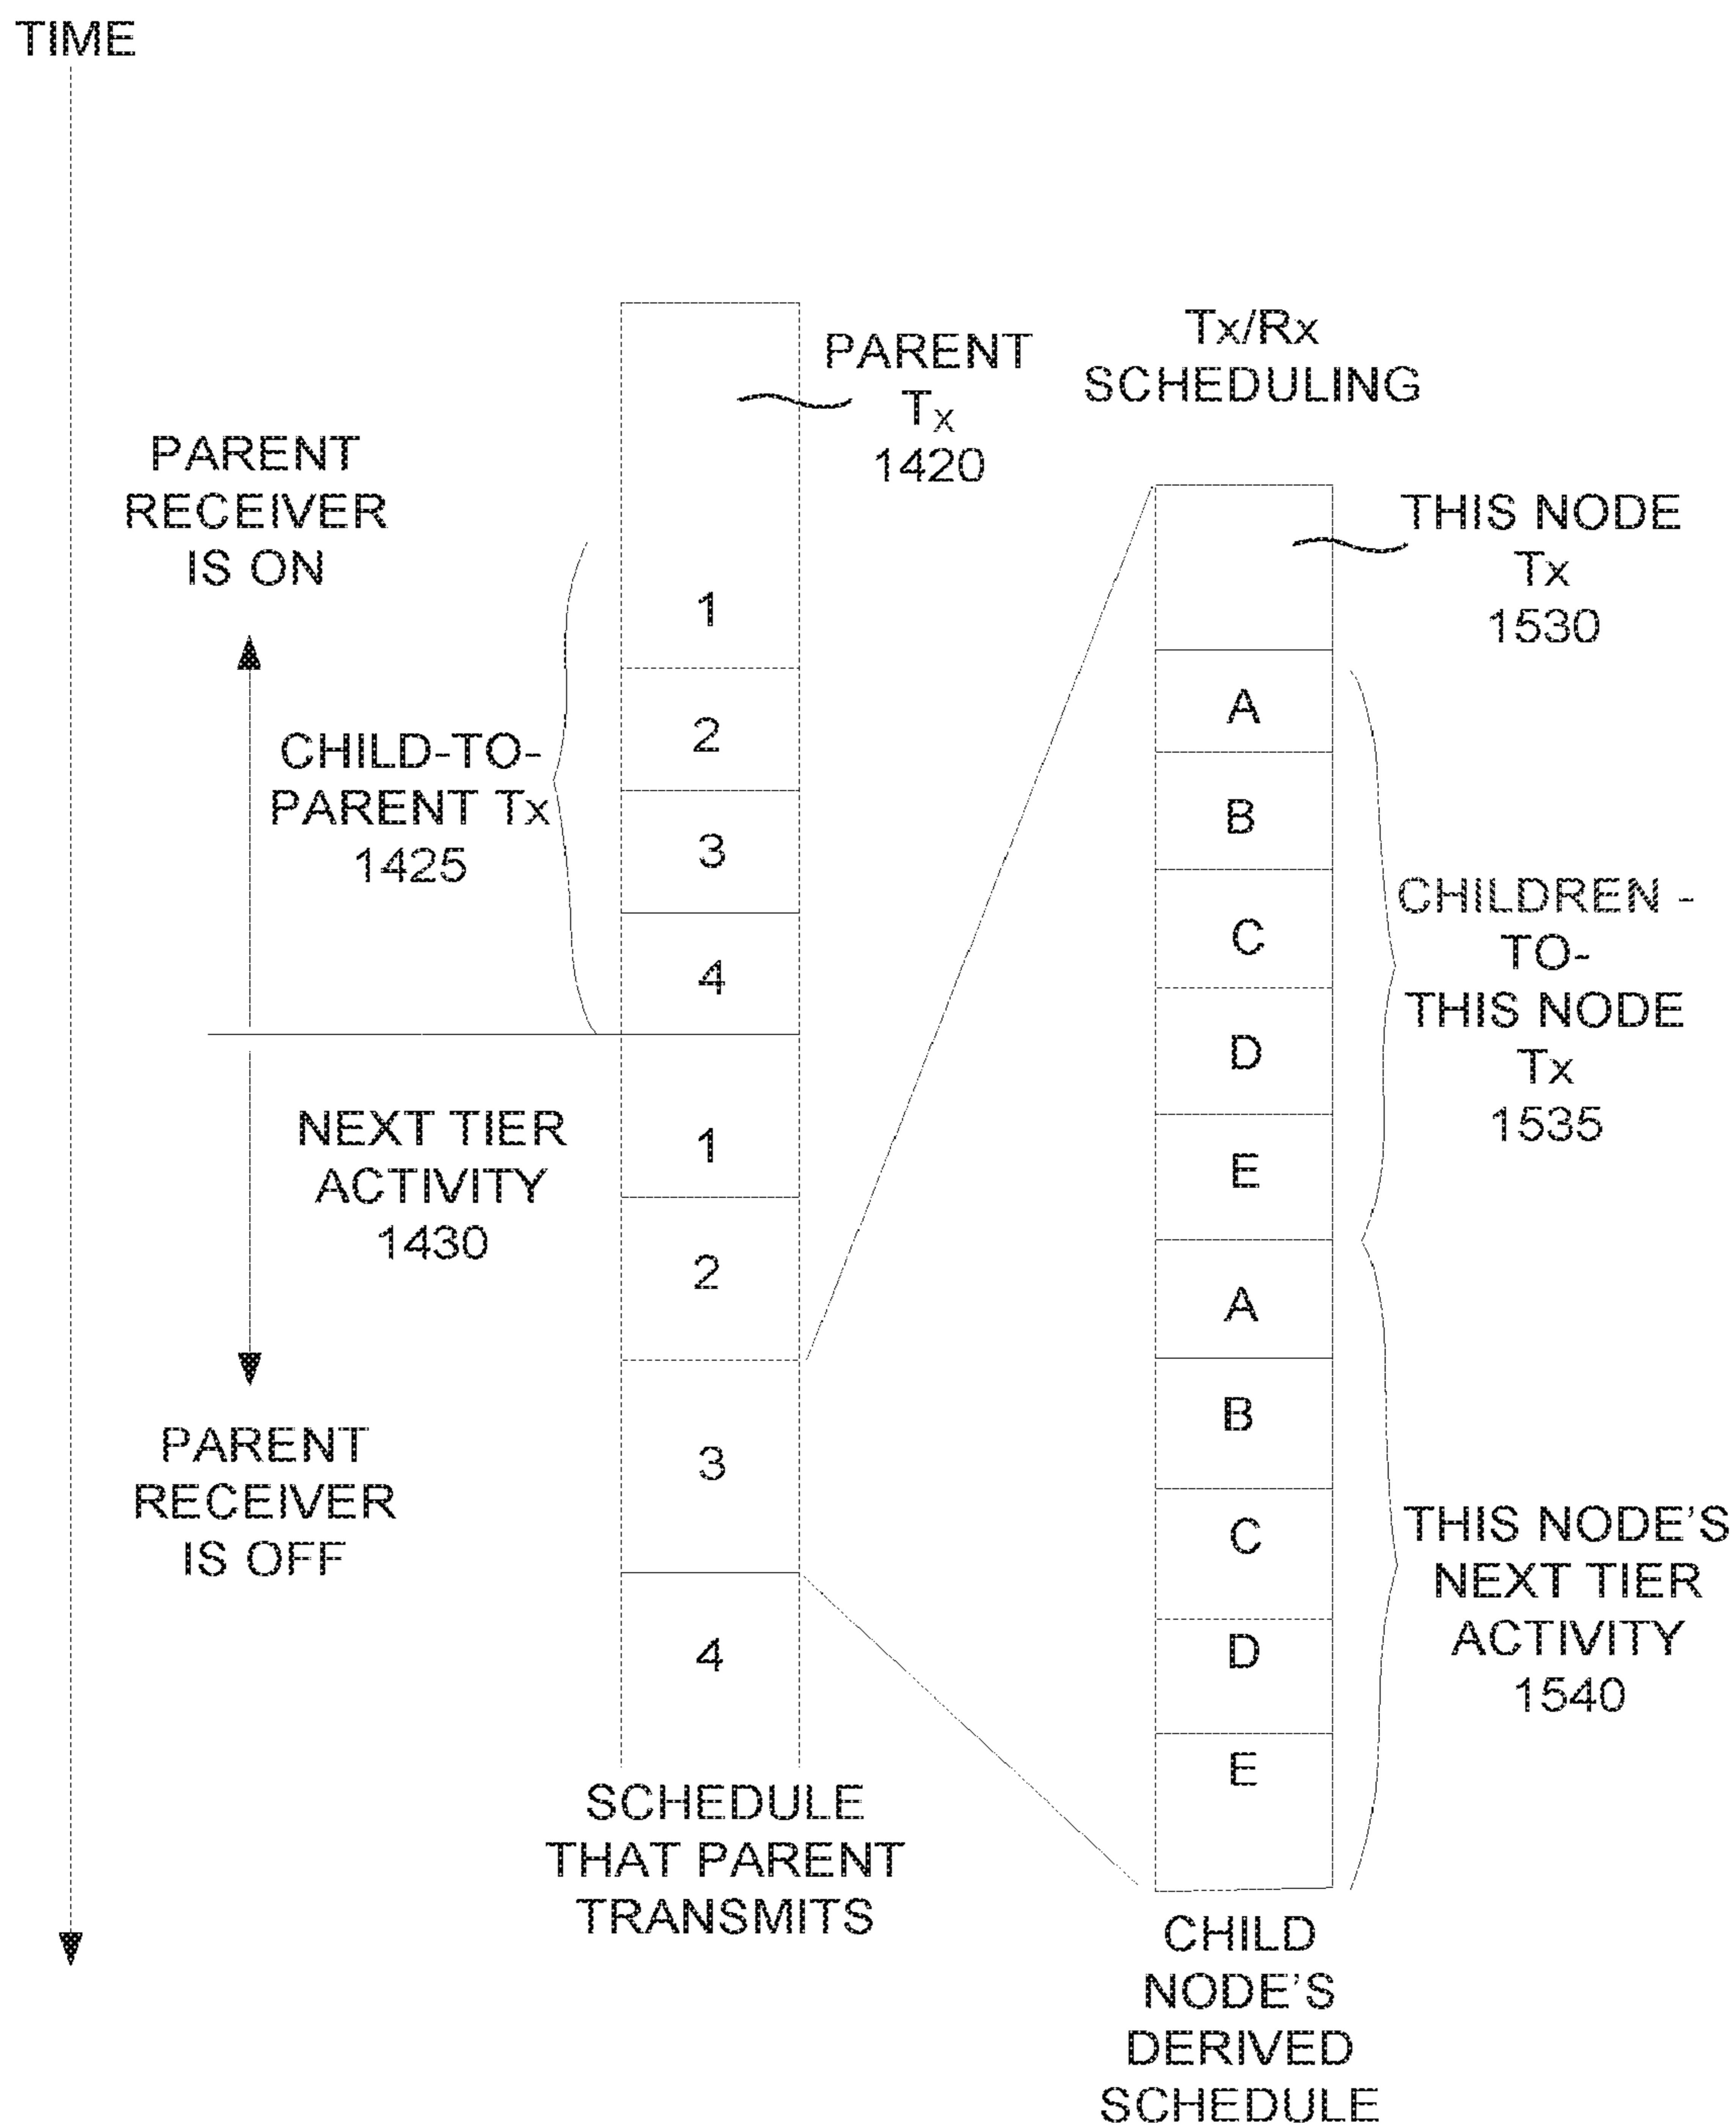 TIME
PARENT
Tx
1420
Tx/Rx
SCHEDULING
PARENT
RECEIVER
IS ON
THIS NODE
Tx
1530
1
2
3
4
CHILD-TO-
PARENT Tx
1425
A
B
C
D
E
CHILDREN -
TO-
THIS NODE
Tx
1535
NEXT TIER
ACTIVITY
1430
1
2
3
4
PARENT
RECEIVER
IS OFF
A
B
C
D
E
THIS NODE'S
NEXT TIER
ACTIVITY
1540
SCHEDULE
THAT PARENT
TRANSMITS
CHILD
NODE'S
DERIVED
SCHEDULE